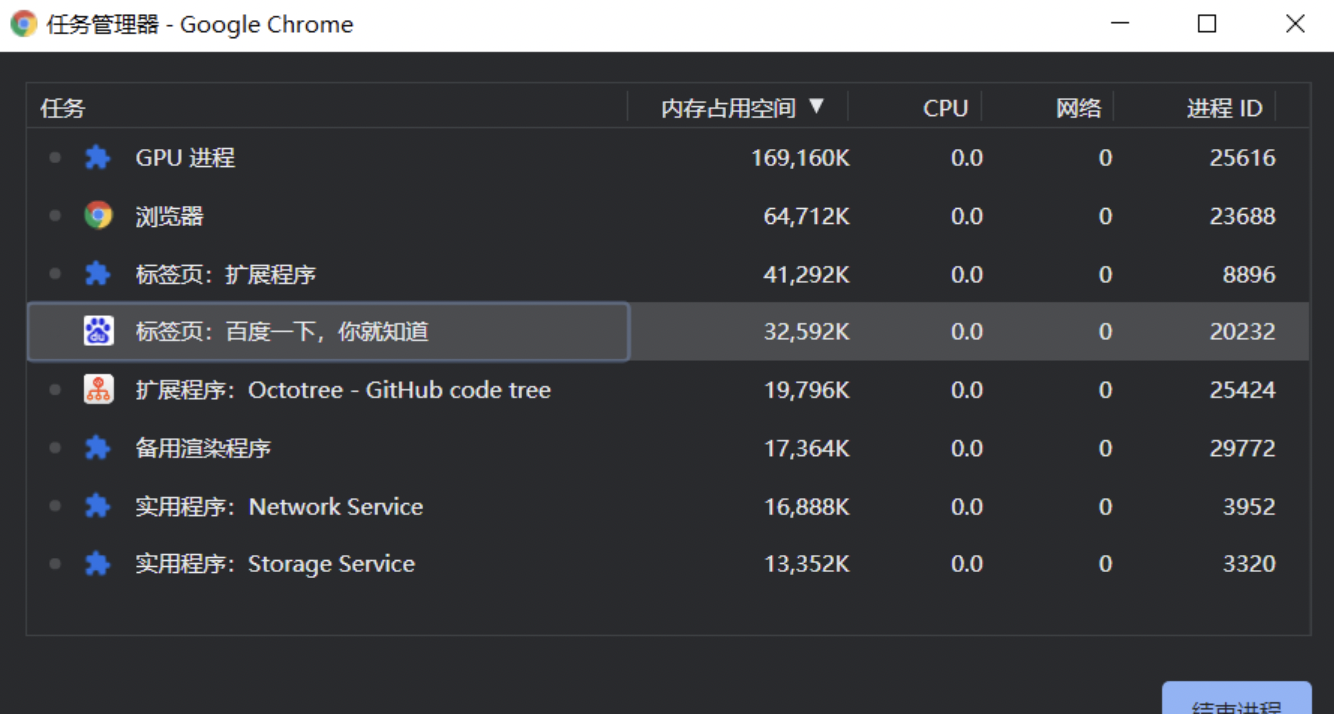 任务管理器 - Google Chrome
任务 内存占用空间 ▼ CPU 网络 进程 ID
GPU 进程 169,160K 0.0 0 25616
浏览器 64,712K 0.0 0 23688
标签页：扩展程序 41,292K 0.0 0 8896
标签页：百度一下，你就知道 32,592K 0.0 0 20232
扩展程序：Octotree - GitHub code tree 19,796K 0.0 0 25424
备用渲染程序 17,364K 0.0 0 29772
实用程序：Network Service 16,888K 0.0 0 3952
实用程序：Storage Service 13,352K 0.0 0 3320
结束进程